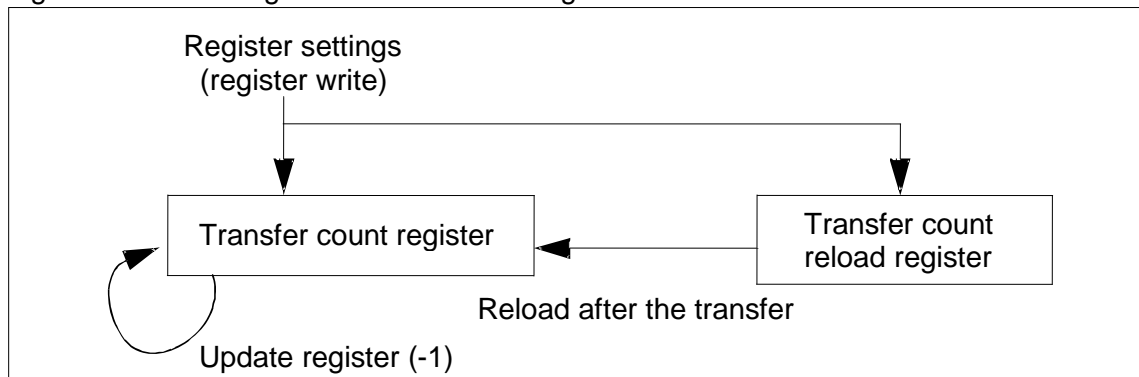 Register settings
(register write)
Transfer count register
Transfer count
reload register
Reload after the transfer
Update register (-1)